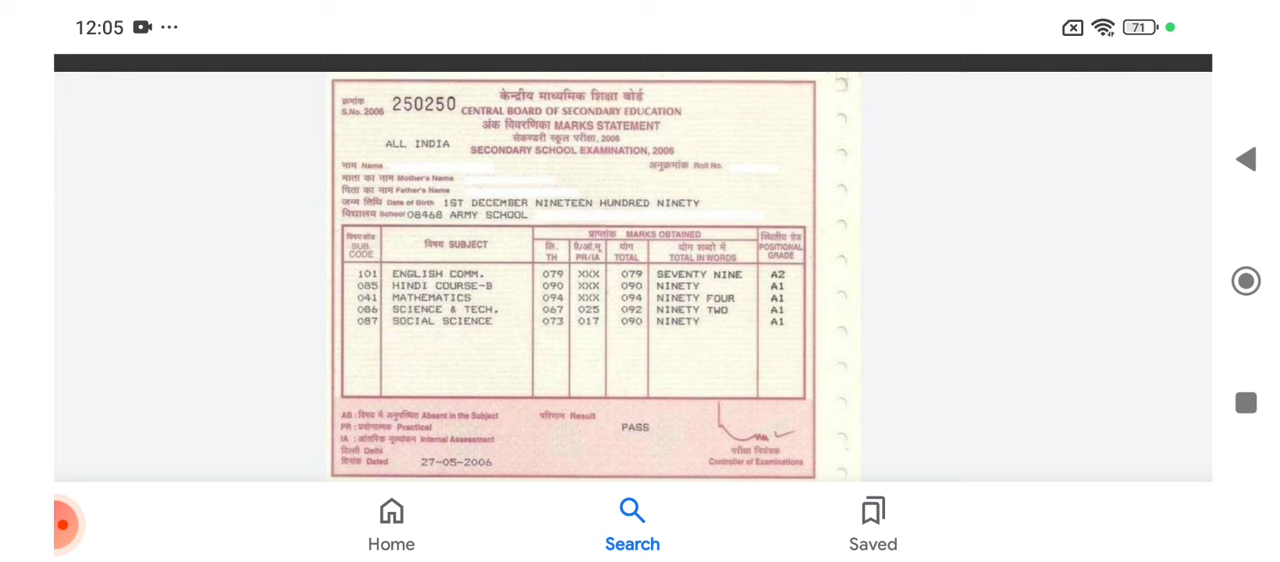 12:05
71
क्रमांक
S.No. 2006 250250
केन्द्रीय माध्यमिक शिक्षा बोर्ड
CENTRAL BOARD OF SECONDARY EDUCATION
अंक विवरणिका MARKS STATEMENT
सेकण्डरी स्कूल परीक्षा, 2006
ALL INDIA
SECONDARY SCHOOL EXAMINATION, 2006
नाम Name अनुक्रमांक Roll No.
माता का नाम Mother's Name
पिता का नाम Father's Name
जन्म तिथि Date of Birth 1ST DECEMBER NINETEEN HUNDRED NINETY
विद्यालय School 08468 ARMY SCHOOL
विषय कोड SUB. CODE विषय SUBJECT प्राप्तांक MARKS OBTAINED स्थितीय ग्रेड POSITIONAL GRADE
लि. TH प्रै/आं.मू PR/IA योग TOTAL योग शब्दों में TOTAL IN WORDS
101 ENGLISH COMM. 079 XXX 079 SEVENTY NINE A2
085 HINDI COURSE-B 090 XXX 090 NINETY A1
041 MATHEMATICS 094 XXX 094 NINETY FOUR A1
086 SCIENCE & TECH. 067 025 092 NINETY TWO A1
087 SOCIAL SCIENCE 073 017 090 NINETY A1
AB : विषय में अनुपस्थित Absent in the Subject परिणाम Result
PR : प्रयोगात्मक Practical PASS
IA : आंतरिक मूल्यांकन Internal Assessment
दिल्ली Delhi परीक्षा नियंत्रक
दिनांक Dated 27-05-2006 Controller of Examinations
Home Search Saved